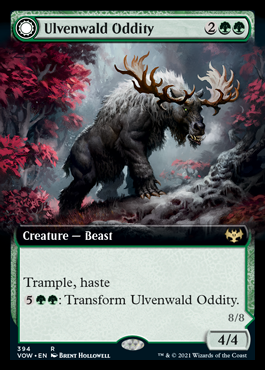 Ulvenwald Oddity 2
Creature — Beast
Trample, haste
5: Transform Ulvenwald Oddity.
8/8
4/4
394 R
VOW • EN Brent Hollowell ™ & © 2021 Wizards of the Coast